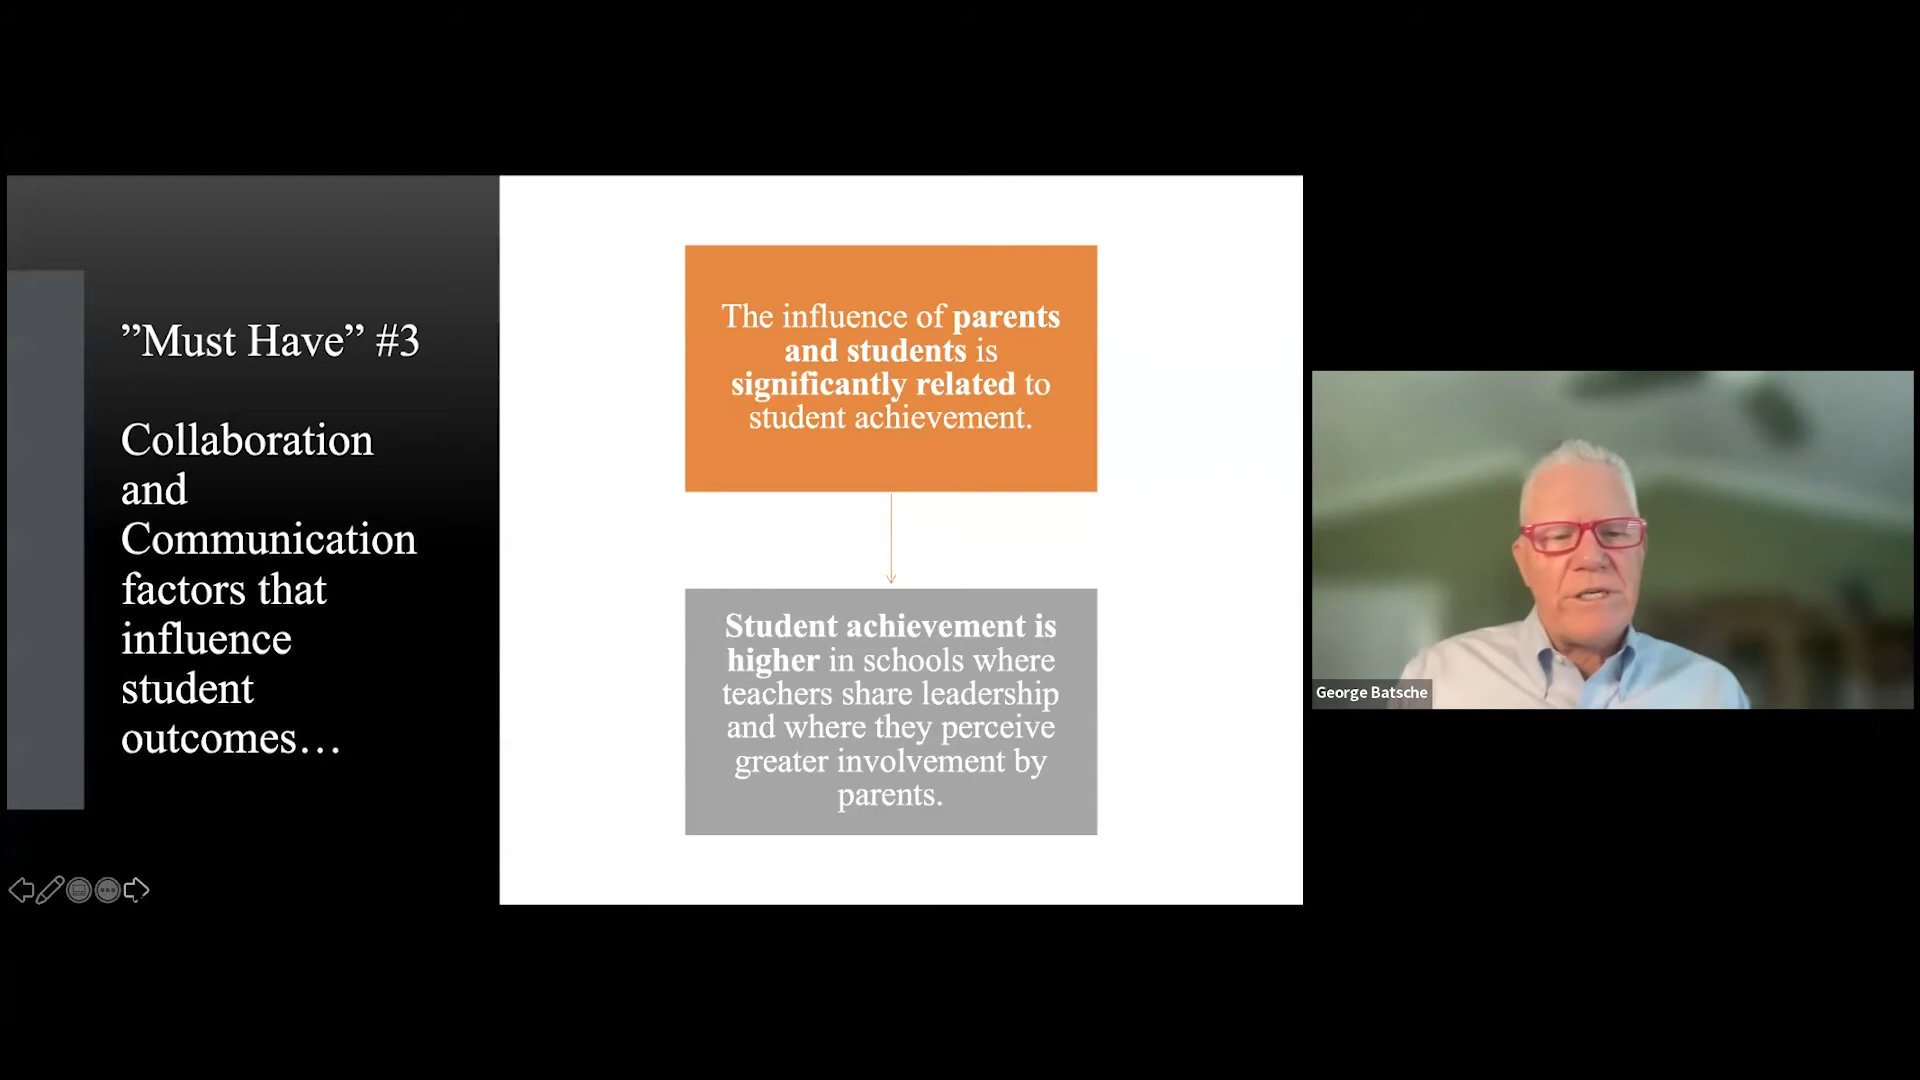 ”Must Have” #3
Collaboration
and
Communication
factors that
influence
student
outcomes…
The influence of parents
and students is
significantly related to
student achievement.
Student achievement is
higher in schools where
teachers share leadership
and where they perceive
greater involvement by
parents.
George Batsche